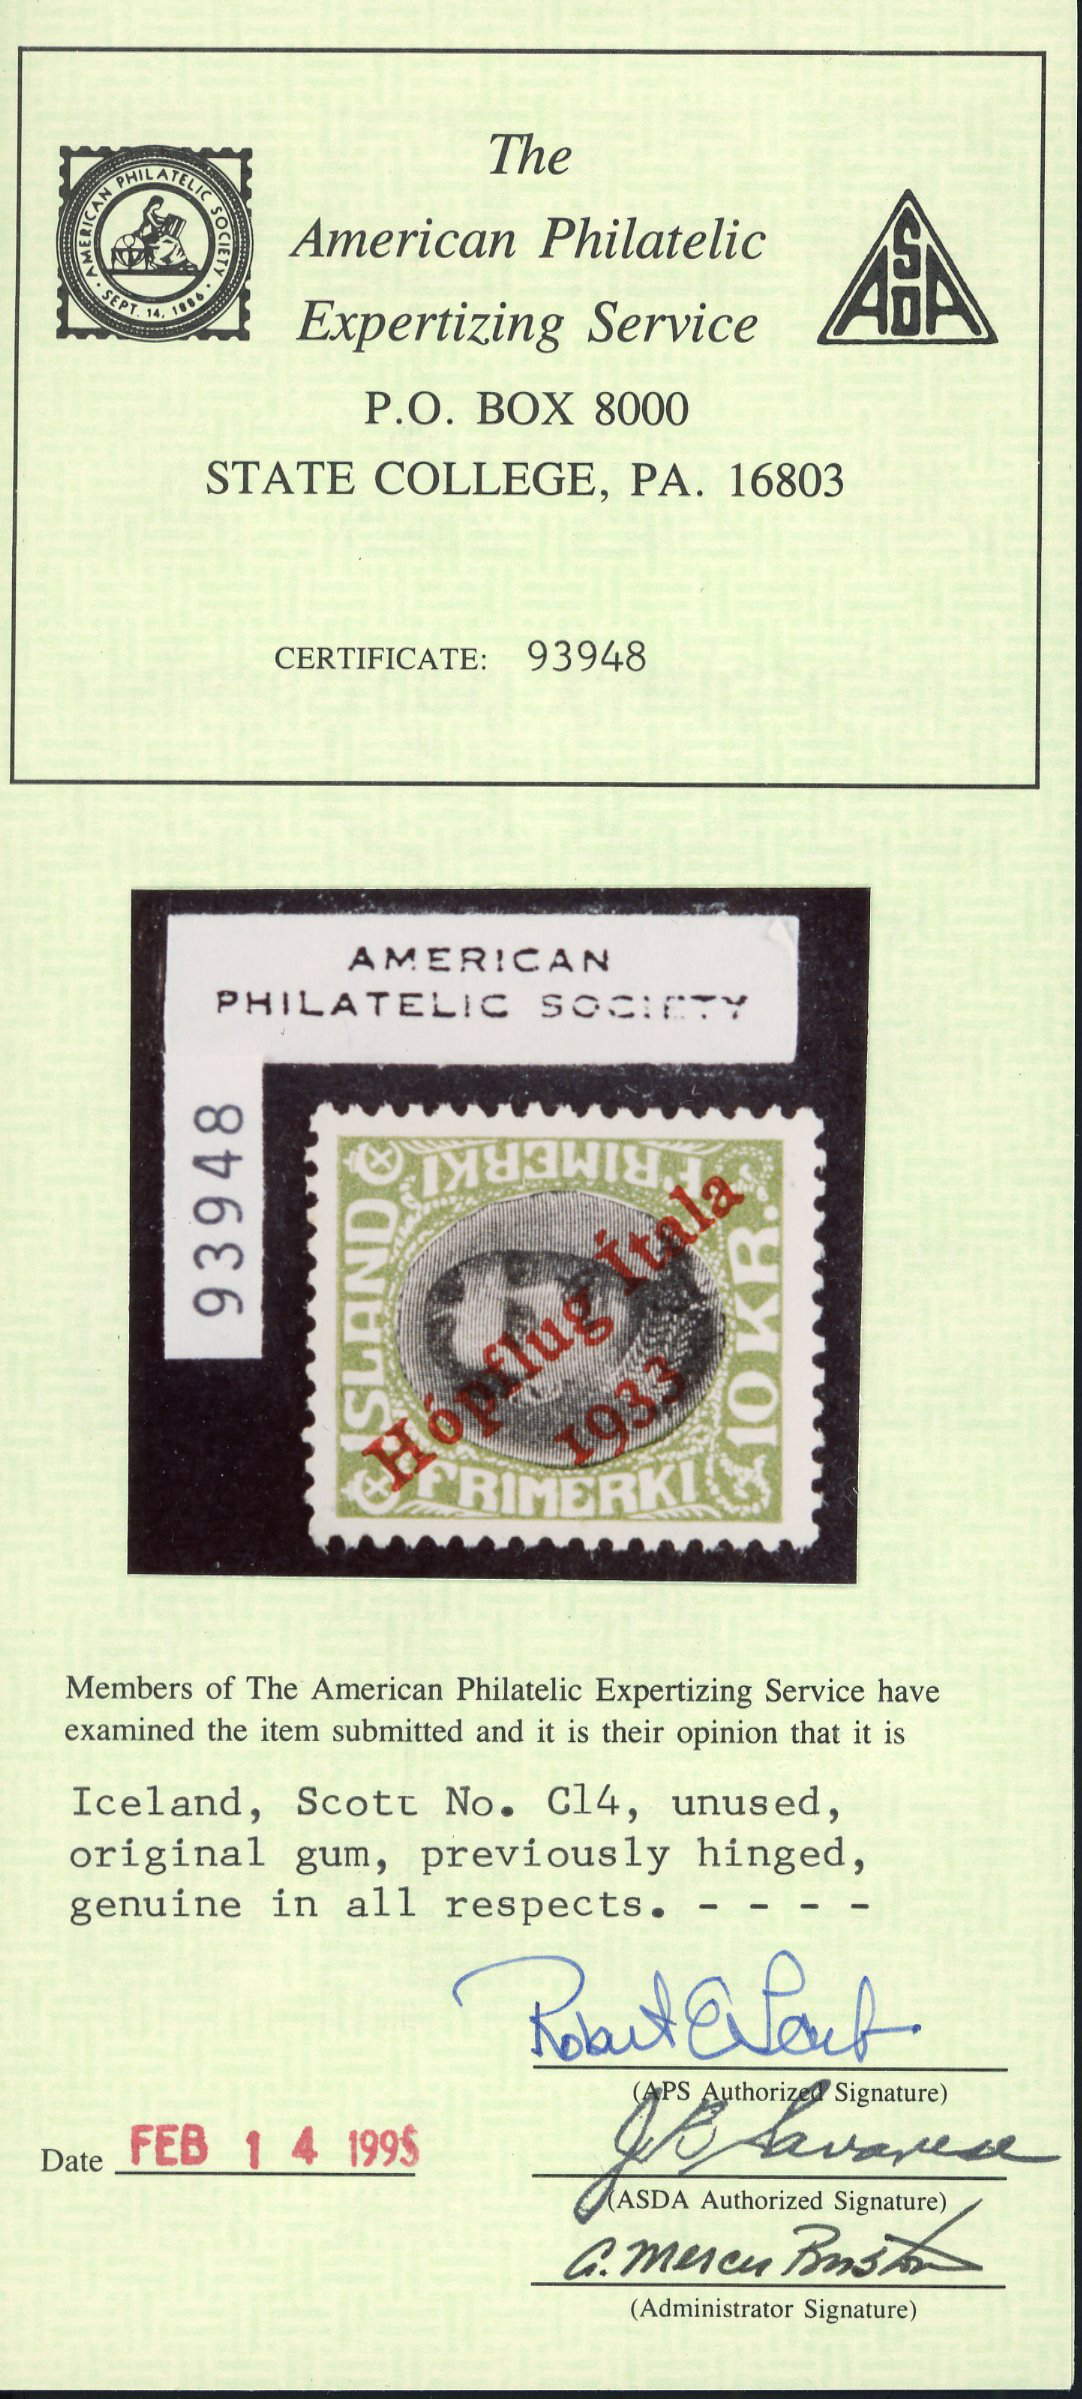 The
American Philatelic
Expertizing Service
AMERICAN PHILATELIC SOCIETY
SEPT. 14, 1886
ASDA
P.O. BOX 8000
STATE COLLEGE, PA. 16803
CERTIFICATE: 93948
AMERICAN
PHILATELIC SOCIETY
93948
FRIMERKI
ISLAND
10 KR.
Hópflug Ítala
1933
FRIMERKI
Members of The American Philatelic Expertizing Service have
examined the item submitted and it is their opinion that it is
Iceland, Scott No. C14, unused,
original gum, previously hinged,
genuine in all respects. - - - -
Robert E
(APS Authorized Signature)
J B Savarese
Date FEB 14 1995
(ASDA Authorized Signature)
A. Mercer Bristow
(Administrator Signature)